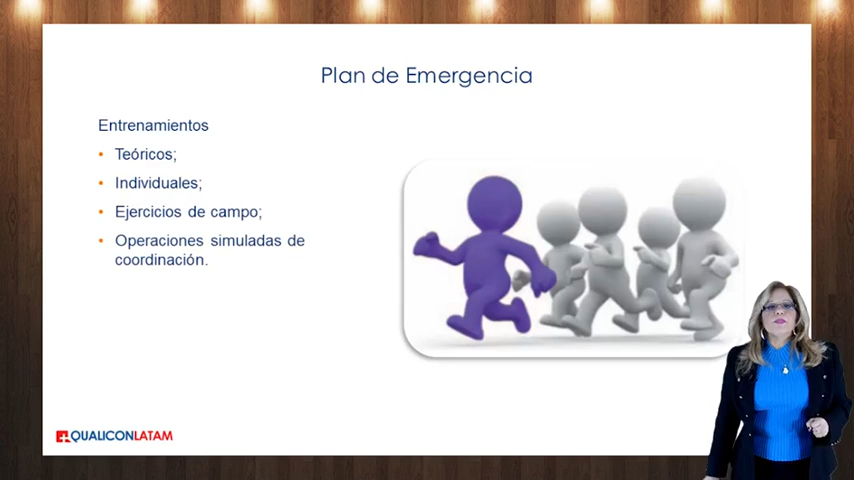 Plan de Emergencia
Entrenamientos
• Teóricos;
• Individuales;
• Ejercicios de campo;
• Operaciones simuladas de
coordinación.
QUALICONLATAM